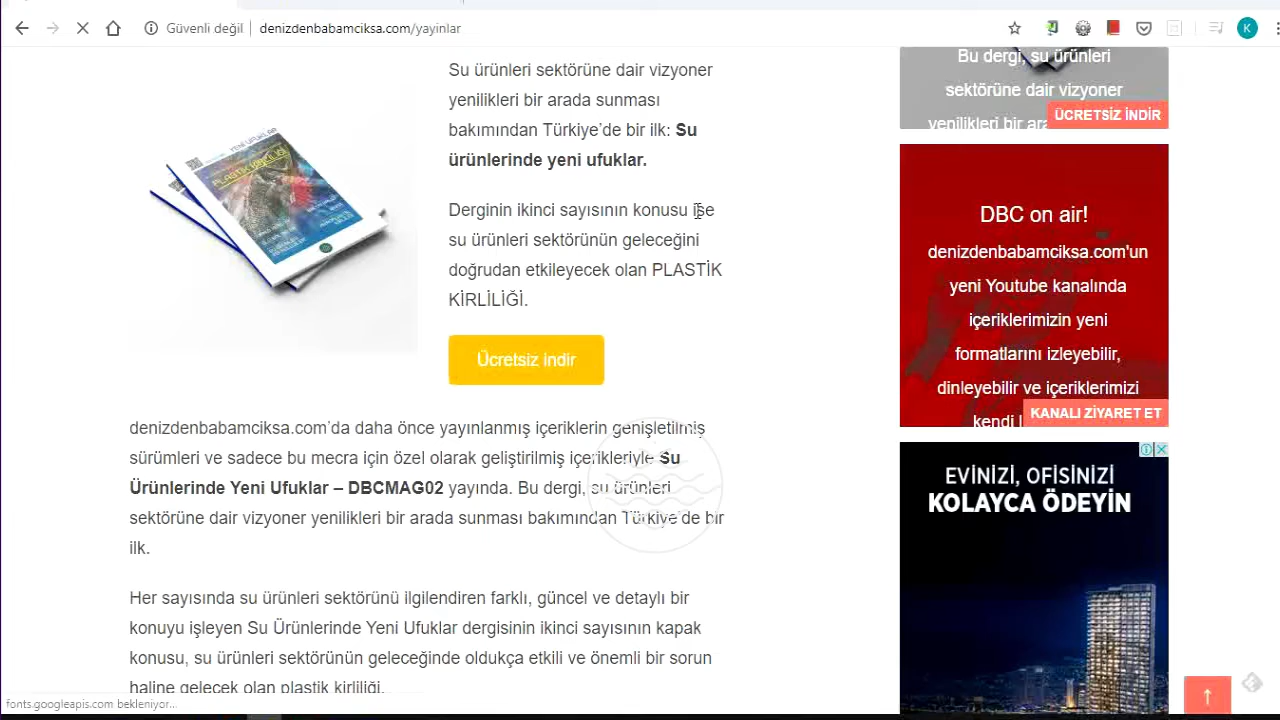 Güvenli değil
denizdenbabamciksa.com/yayinlar
K
Su ürünleri sektörüne dair vizyoner
yenilikleri bir arada sunması
bakımından Türkiye'de bir ilk: Su
ürünlerinde yeni ufuklar.
Derginin ikinci sayısının konusu ise
su ürünleri sektörünün geleceğini
doğrudan etkileyecek olan PLASTİK
KİRLİLİĞİ.
Ücretsiz indir
denizdenbabamciksa.com'da daha önce yayınlanmış içeriklerin genişletilmiş
sürümleri ve sadece bu mecra için özel olarak geliştirilmiş içerikleriyle Su
Ürünlerinde Yeni Ufuklar – DBCMAG02 yayında. Bu dergi, su ürünleri
sektörüne dair vizyoner yenilikleri bir arada sunması bakımından Türkiye'de bir
ilk.
Her sayısında su ürünleri sektörünü ilgilendiren farklı, güncel ve detaylı bir
konuyu işleyen Su Ürünlerinde Yeni Ufuklar dergisinin ikinci sayısının kapak
konusu, su ürünleri sektörünün geleceğinde oldukça etkili ve önemli bir sorun
haline gelecek olan plastik kirliliği.
Bu dergi, su ürünleri
sektörüne dair vizyoner
yenilikleri bir ara
ÜCRETSİZ İNDİR
DBC on air!
denizdenbabamciksa.com'un
yeni Youtube kanalında
içeriklerimizin yeni
formatlarını izleyebilir,
dinleyebilir ve içeriklerimizi
kendi
KANALI ZİYARET ET
EVİNİZİ, OFİSİNİZİ
KOLAYCA ÖDEYİN
fonts.googleapis.com bekleniyor...